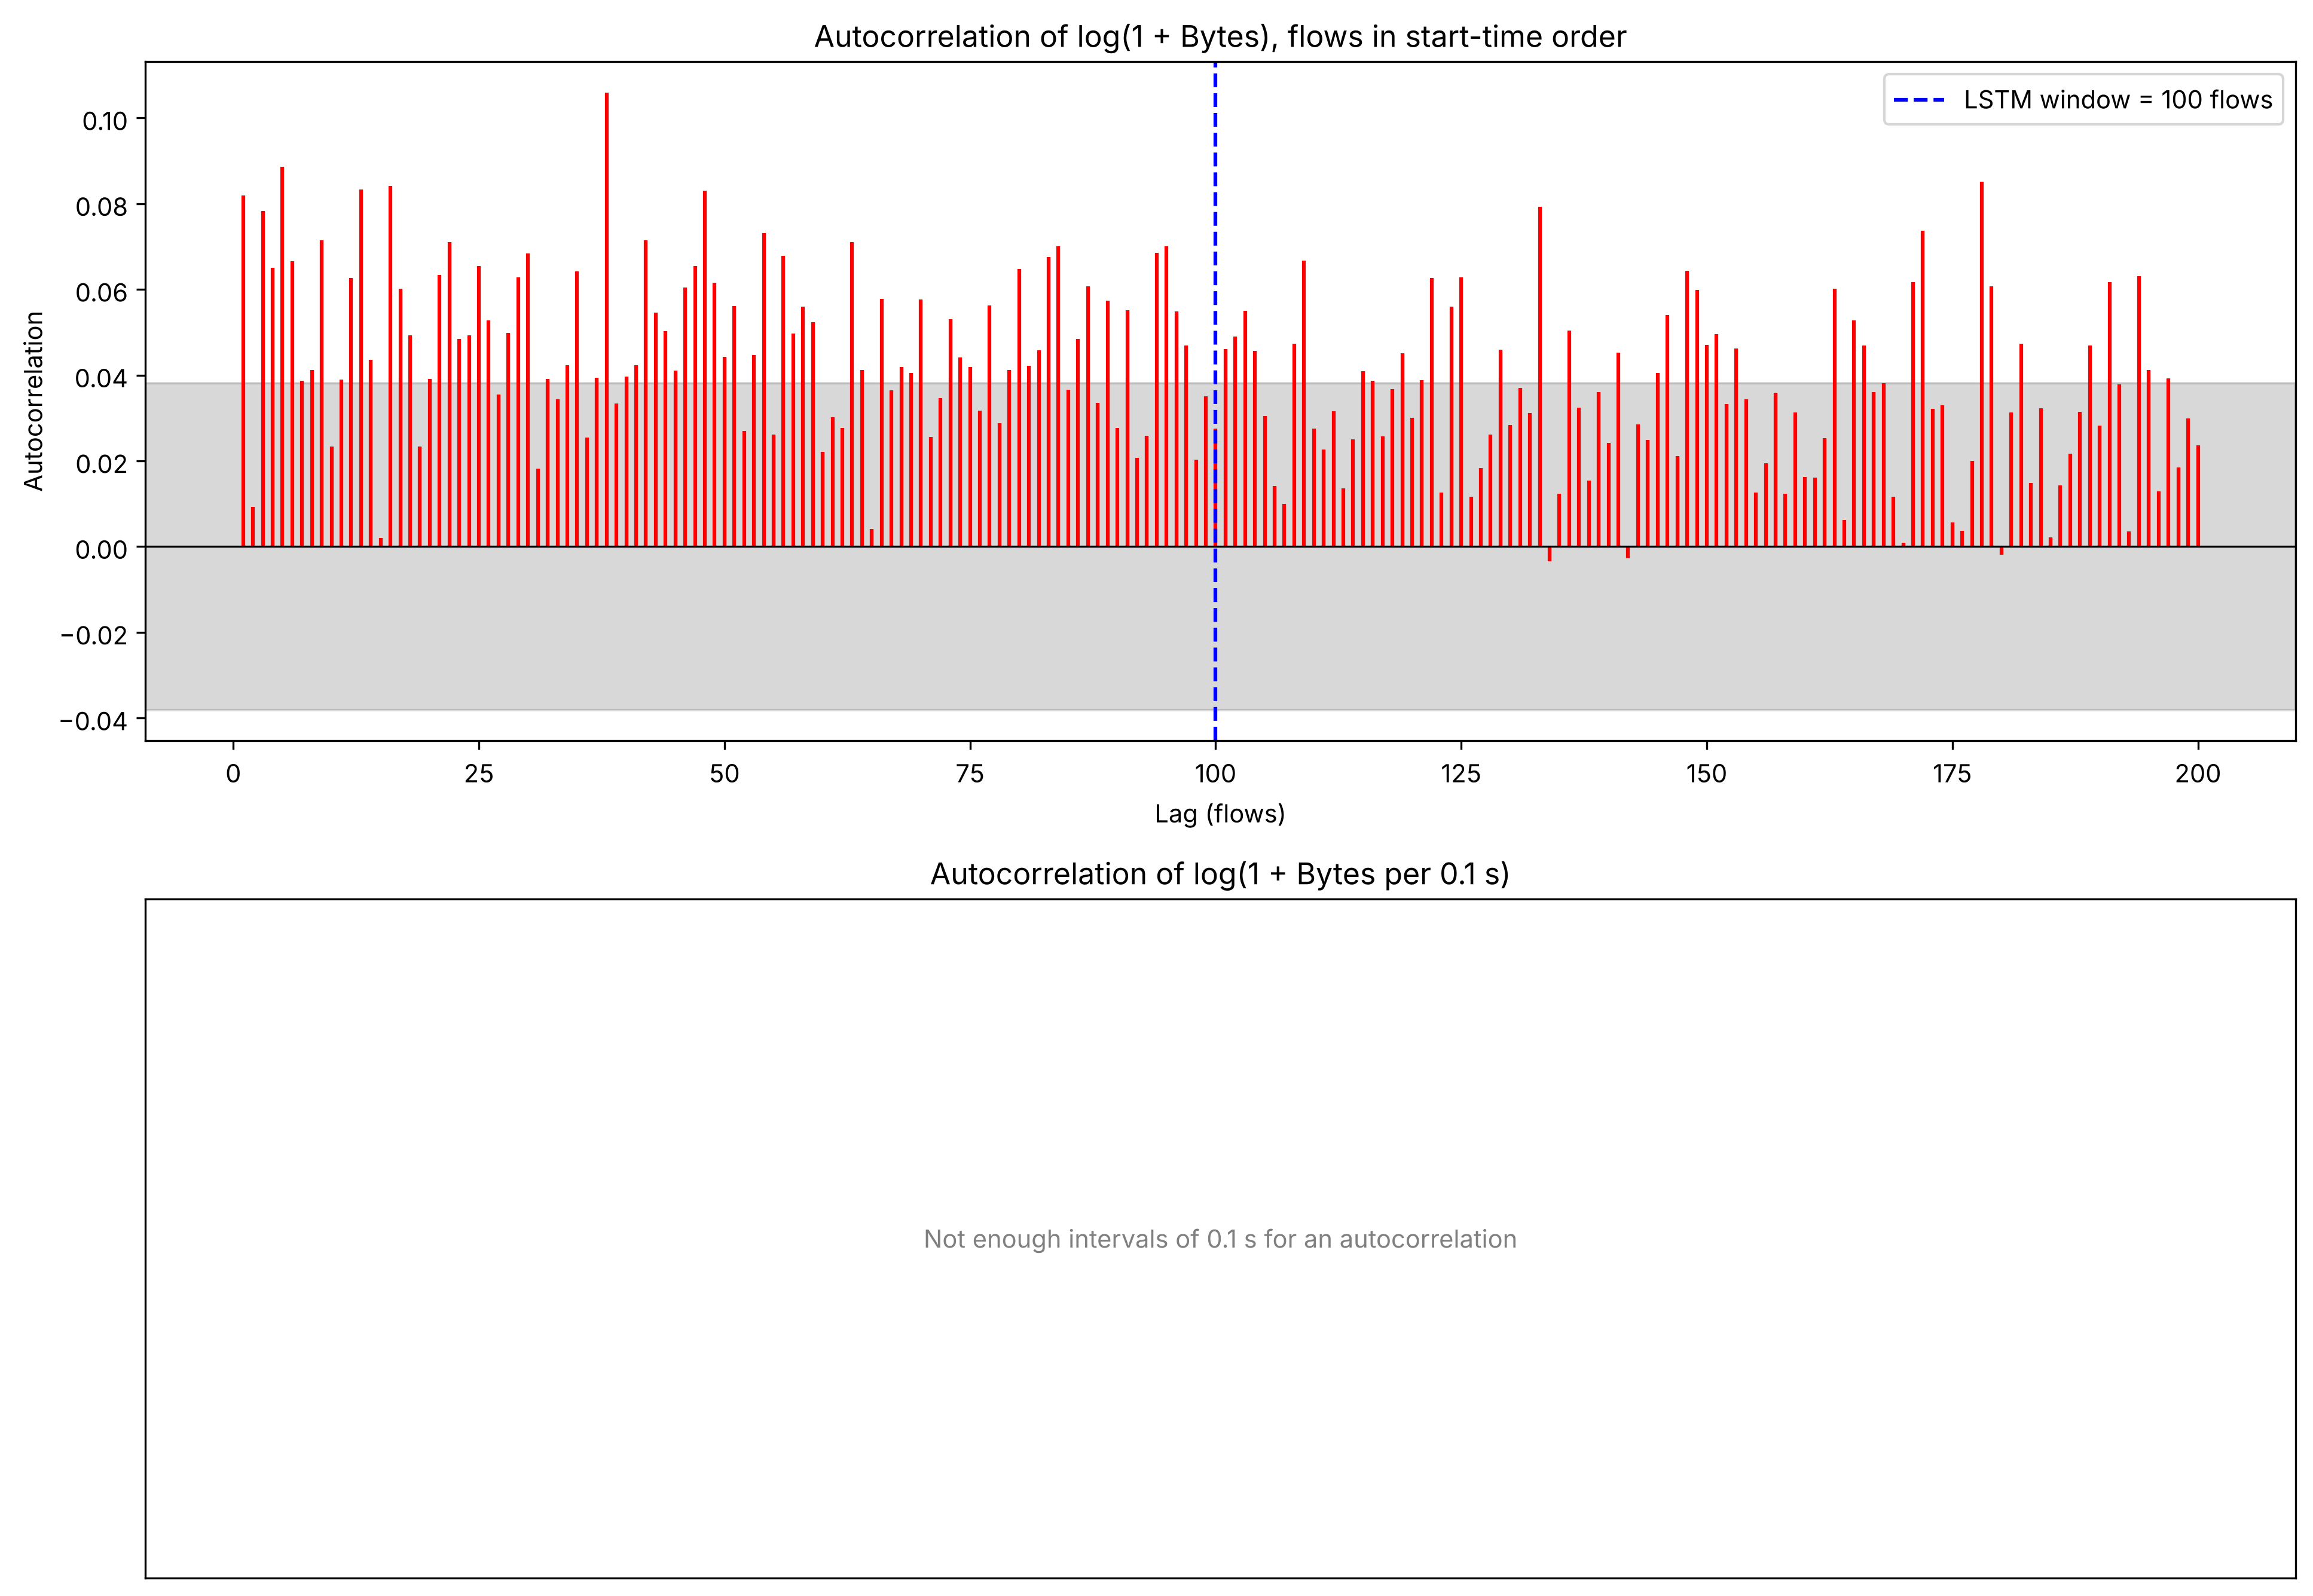 Autocorrelation of log(1 + Bytes), flows in start-time order
LSTM window = 100 flows
Autocorrelation
0.10
0.08
0.06
0.04
0.02
0.00
−0.02
−0.04
0 25 50 75 100 125 150 175 200
Lag (flows)
Autocorrelation of log(1 + Bytes per 0.1 s)
Not enough intervals of 0.1 s for an autocorrelation